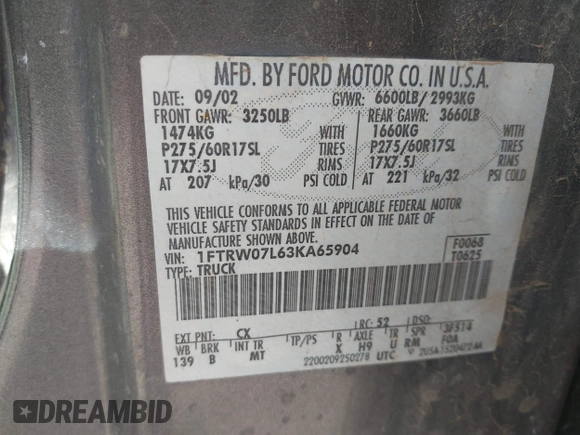 MFD. BY FORD MOTOR CO. IN U.S.A.
DATE: 09/02 GVWR: 6600LB/ 2993KG
FRONT GAWR: 3250LB REAR GAWR: 3660LB
1474KG WITH 1660KG WITH
P275/60R17SL TIRES P275/60R17SL TIRES
17X7.5J RIMS 17X7.5J RIMS
AT 207 kPa/30 PSI COLD AT 221 kPa/32 PSI COLD
THIS VEHICLE CONFORMS TO ALL APPLICABLE FEDERAL MOTOR
VEHICLE SAFETY STANDARDS IN EFFECT ON THE DATE OF
MANUFACTURE SHOWN ABOVE.
VIN: 1FTRW07L63KA65904 F0068
TYPE: TRUCK T0625
EXT PNT: CX RC: 52 DSO:
WB BRK INT TR TP/PS R AXLE TR SPR 3F514
139 B MT X H9 U RM F0A
2200209250278 UTC
DREAMBID